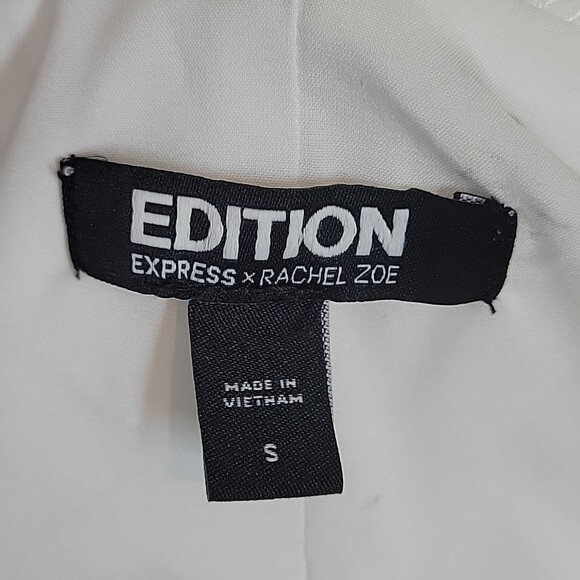 EDITION
EXPRESS × RACHEL ZOE
MADE IN
VIETNAM
S